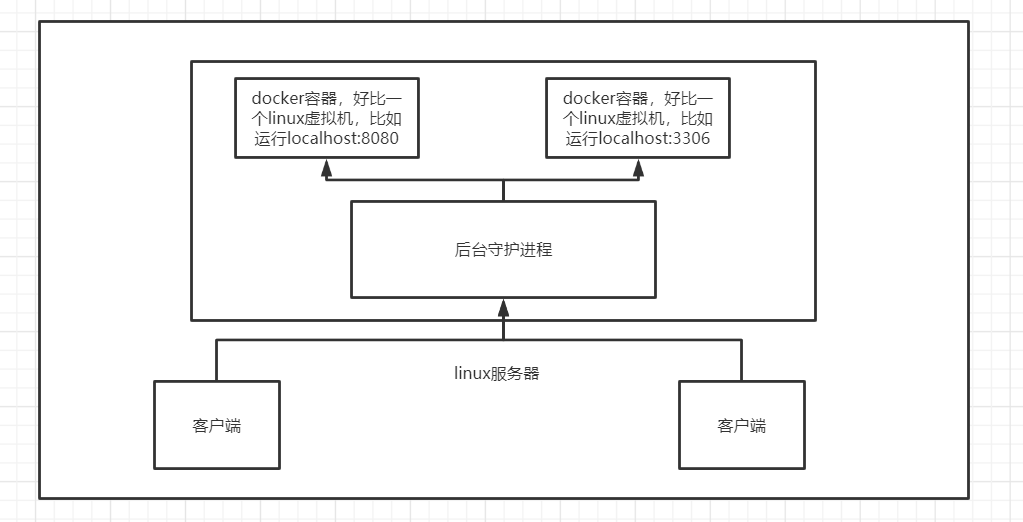 docker容器，好比一
个linux虚拟机，比如
运行localhost:8080
docker容器，好比一
个linux虚拟机，比如
运行localhost:3306
后台守护进程
linux服务器
客户端
客户端